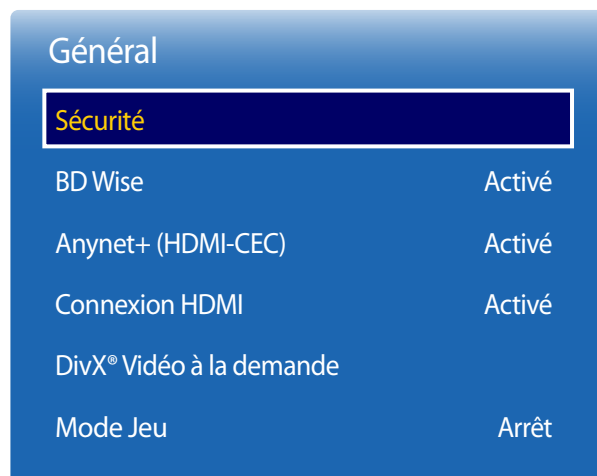 Général
Sécurité
BD Wise Activé
Anynet+ (HDMI-CEC) Activé
Connexion HDMI Activé
DivX® Vidéo à la demande
Mode Jeu Arrêt